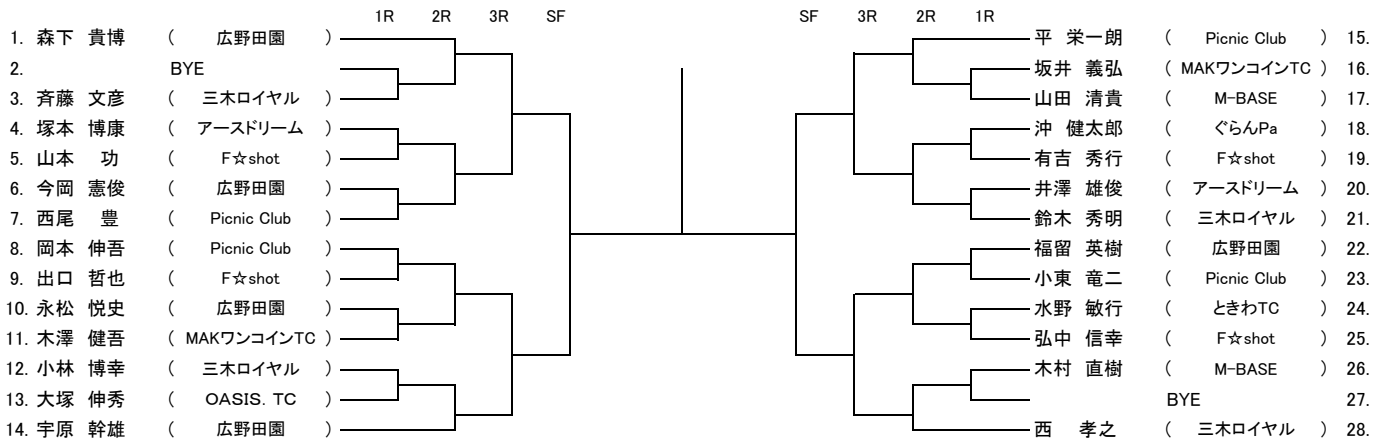 1R 2R 3R SF SF 3R 2R 1R
1. 森下 貴博 ( 広野田園 ) 平 栄一朗 ( Picnic Club ) 15.
2. BYE 坂井 義弘 ( MAKワンコインTC ) 16.
3. 斉藤 文彦 ( 三木ロイヤル ) 山田 清貴 ( M-BASE ) 17.
4. 塚本 博康 ( アースドリーム ) 沖 健太郎 ( ぐらんPa ) 18.
5. 山本 功 ( F☆shot ) 有吉 秀行 ( F☆shot ) 19.
6. 今岡 憲俊 ( 広野田園 ) 井澤 雄俊 ( アースドリーム ) 20.
7. 西尾 豊 ( Picnic Club ) 鈴木 秀明 ( 三木ロイヤル ) 21.
8. 岡本 伸吾 ( Picnic Club ) 福留 英樹 ( 広野田園 ) 22.
9. 出口 哲也 ( F☆shot ) 小東 竜二 ( Picnic Club ) 23.
10. 永松 悦史 ( 広野田園 ) 水野 敏行 ( ときわTC ) 24.
11. 木澤 健吾 ( MAKワンコインTC ) 弘中 信幸 ( F☆shot ) 25.
12. 小林 博幸 ( 三木ロイヤル ) 木村 直樹 ( M-BASE ) 26.
13. 大塚 伸秀 ( OASIS. TC ) BYE 27.
14. 宇原 幹雄 ( 広野田園 ) 西 孝之 ( 三木ロイヤル ) 28.